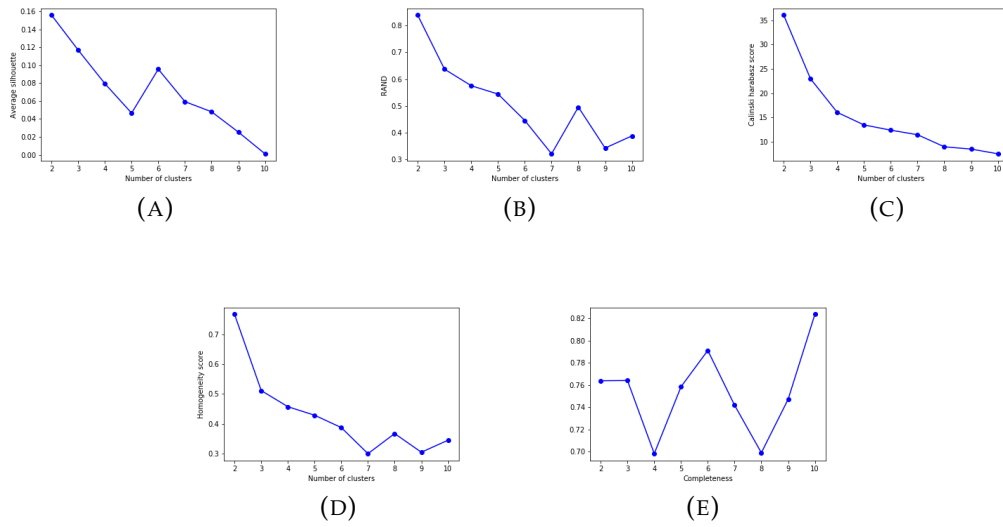 Average silhouette
0.16
0.14
0.12
0.10
0.08
0.06
0.04
0.02
0.00
2 3 4 5 6 7 8 9 10
Number of clusters
(A)
RAND
0.8
0.7
0.6
0.5
0.4
0.3
2 3 4 5 6 7 8 9 10
Number of clusters
(B)
Calinski harabasz score
35
30
25
20
15
10
2 3 4 5 6 7 8 9 10
Number of clusters
(C)
Homogeneity score
0.7
0.6
0.5
0.4
0.3
2 3 4 5 6 7 8 9 10
Number of clusters
(D)
0.82
0.80
0.78
0.76
0.74
0.72
0.70
2 3 4 5 6 7 8 9 10
Completeness
(E)